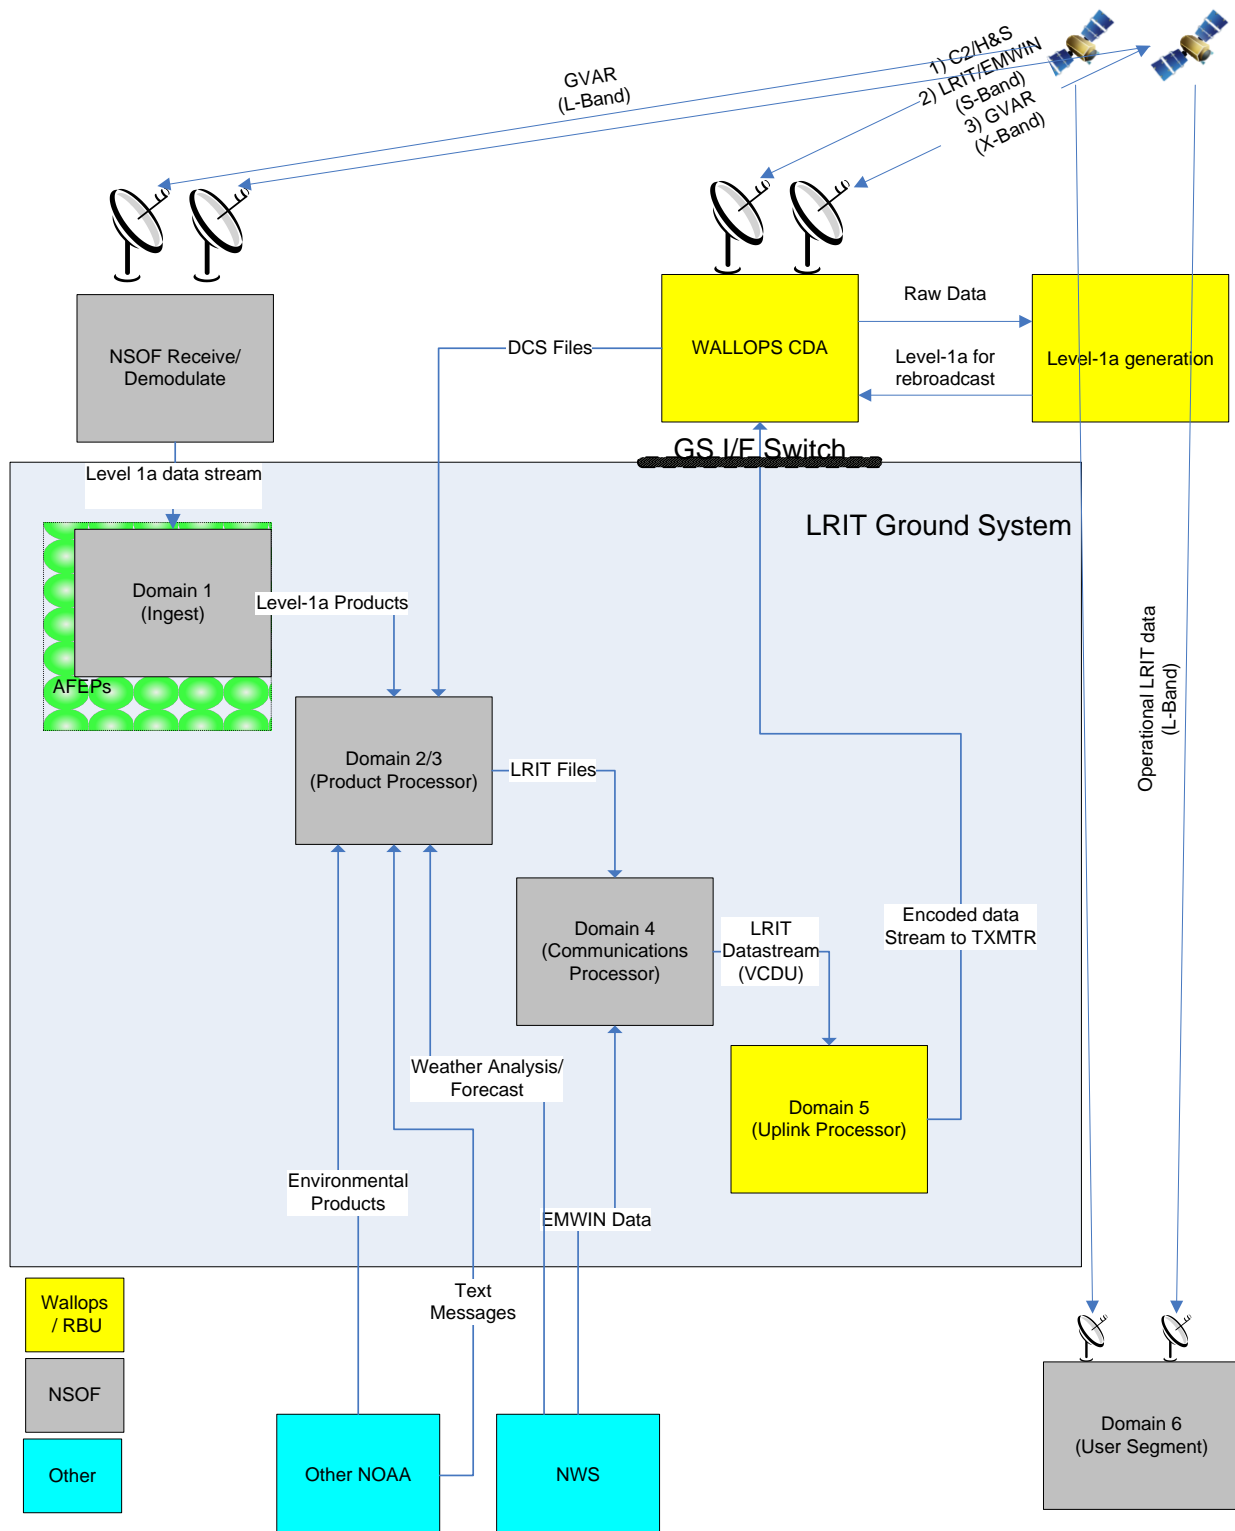 GVAR
(L-Band)
1) C2/H&S
2) LRIT/EMWIN
(S-Band)
3) GVAR
(X-Band)
NSOF Receive/
Demodulate
DCS Files
WALLOPS CDA
Raw Data
Level-1a for
rebroadcast
Level-1a generation
GS I/F Switch
Level 1a data stream
LRIT Ground System
Domain 1
(Ingest)
AFEPs
Level-1a Products
Operational LRIT data
(L-Band)
Domain 2/3
(Product Processor)
LRIT Files
Domain 4
(Communications
Processor)
LRIT
Datastream
(VCDU)
Encoded data
Stream to TXMTR
Weather Analysis/
Forecast
Domain 5
(Uplink Processor)
Environmental
Products
EMWIN Data
Text
Messages
Wallops
/ RBU
NSOF
Other
Other NOAA
NWS
Domain 6
(User Segment)